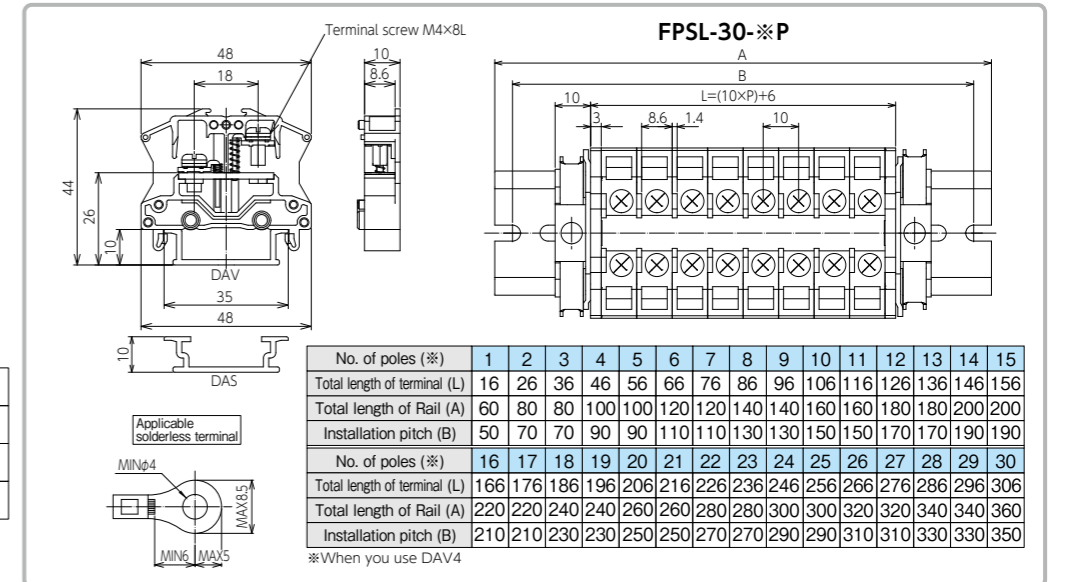 FPSL-30-※P
Terminal screw M4×8L
48
18
10
8.6
A
B
10
L=(10×P)+6
3
8.6
1.4
10
44
26
10
DAV
35
48
10
DAS
Applicable
solderless terminal
MINφ4
MAX8.5
MIN6
MAX5
No. of poles (※) 1 2 3 4 5 6 7 8 9 10 11 12 13 14 15
Total length of terminal (L) 16 26 36 46 56 66 76 86 96 106 116 126 136 146 156
Total length of Rail (A) 60 80 80 100 100 120 120 140 140 160 160 180 180 200 200
Installation pitch (B) 50 70 70 90 90 110 110 130 130 150 150 170 170 190 190
No. of poles (※) 16 17 18 19 20 21 22 23 24 25 26 27 28 29 30
Total length of terminal (L) 166 176 186 196 206 216 226 236 246 256 266 276 286 296 306
Total length of Rail (A) 220 220 240 240 260 260 280 280 300 300 320 320 340 340 360
Installation pitch (B) 210 210 230 230 250 250 270 270 290 290 310 310 330 330 350
※When you use DAV4